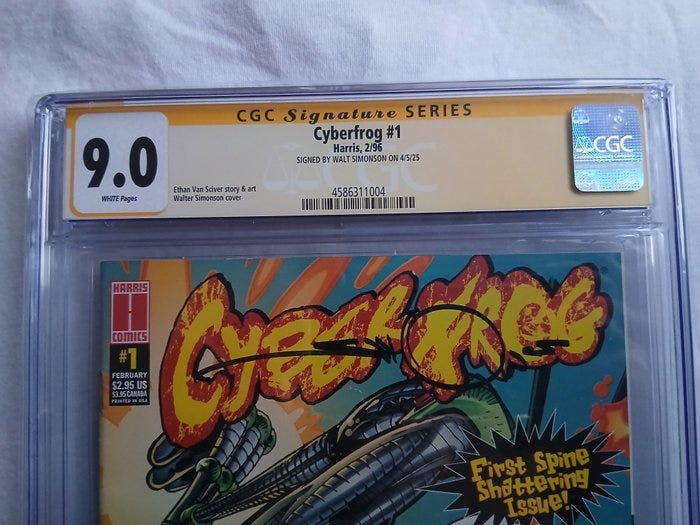 CGC Signature SERIES
9.0
WHITE Pages
Cyberfrog #1
Harris, 2/96
SIGNED BY WALT SIMONSON ON 4/5/25
Ethan Van Sciver story & art
Walter Simonson cover
4586311004
CGC
CGC
HARRIS
H
COMICS
#1
FEBRUARY
$2.95 US
$3.95 CANADA
PRINTED IN USA
CYBERFROG
First Spine
Shattering
Issue!